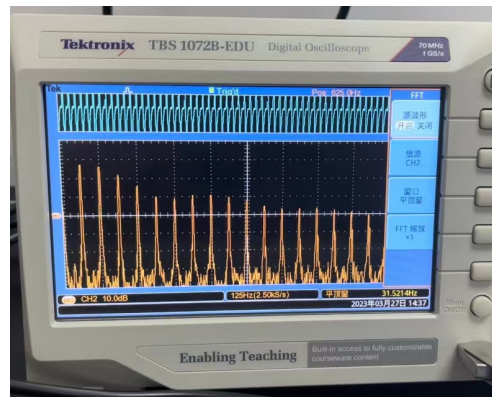 Tektronix TBS 1072B-EDU Digital Oscilloscope 70 MHz
1 GS/s
Tek Trig'd Pos: 625.0Hz FFT
源波形
开启 关闭
信源
CH2
窗口
平顶窗
FFT 缩放
×1
CH2 10.0dB 125Hz(2.50kS/s) 平顶窗 31.5214Hz
2023年03月27日 14:37
Enabling Teaching
Built-in access to fully customizable
courseware content